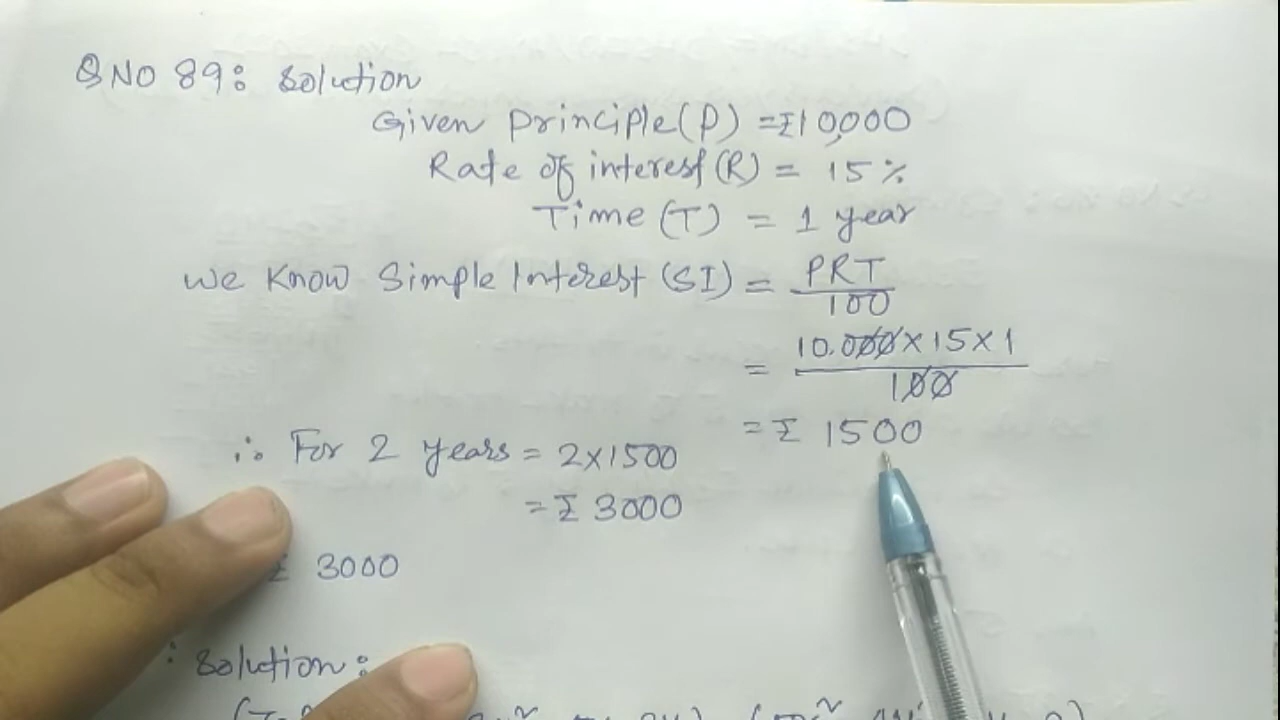 QNO 89: Solution
Given Principle(P) = ₹10,000
Rate of interest (R) = 15%
Time (T) = 1 year
We Know Simple Interest (SI) = PRT
100
= 10.000×15×1
100
= ₹ 1500
∴ For 2 years = 2×1500
= ₹ 3000
₹ 3000
: Solution: